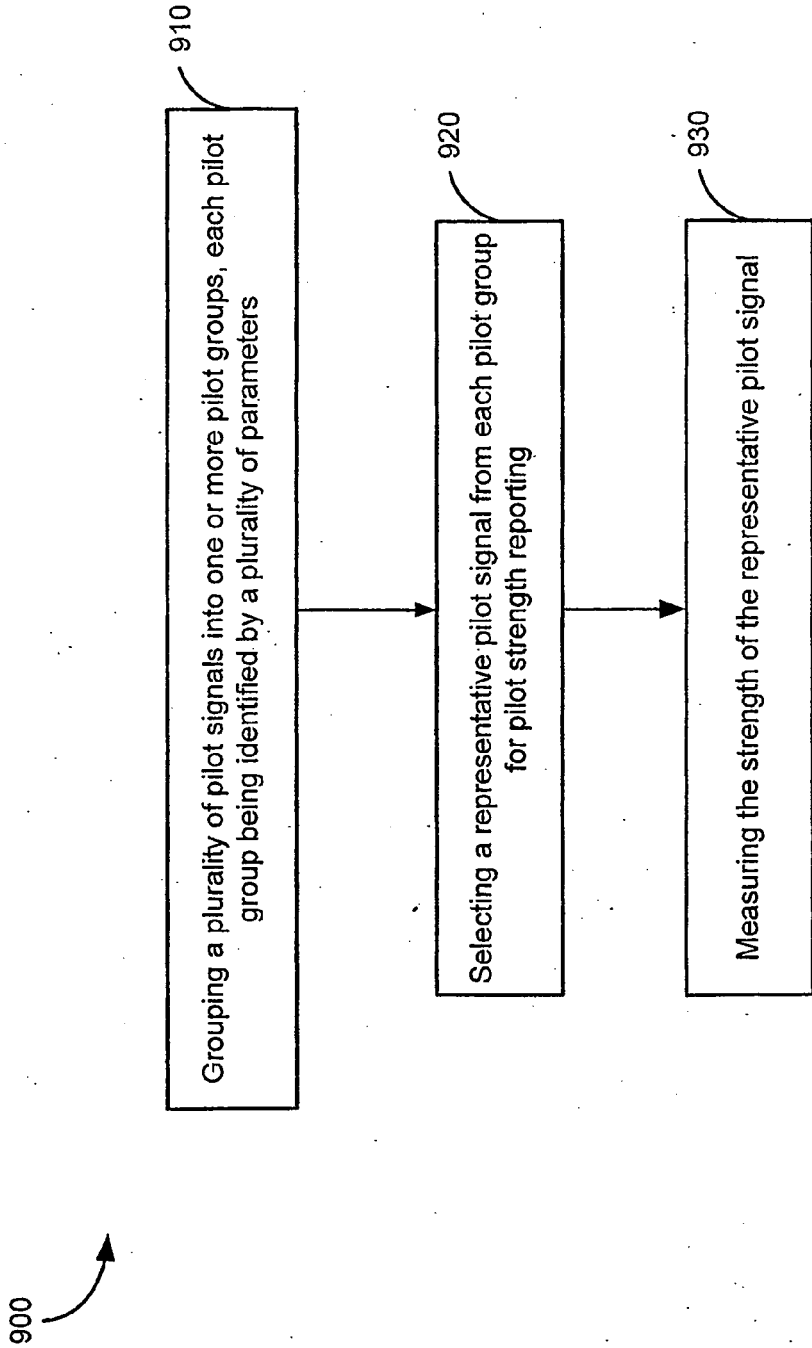 900
910
Grouping a plurality of pilot signals into one or more pilot groups, each pilot
group being identified by a plurality of parameters
920
Selecting a representative pilot signal from each pilot group
for pilot strength reporting
930
Measuring the strength of the representative pilot signal